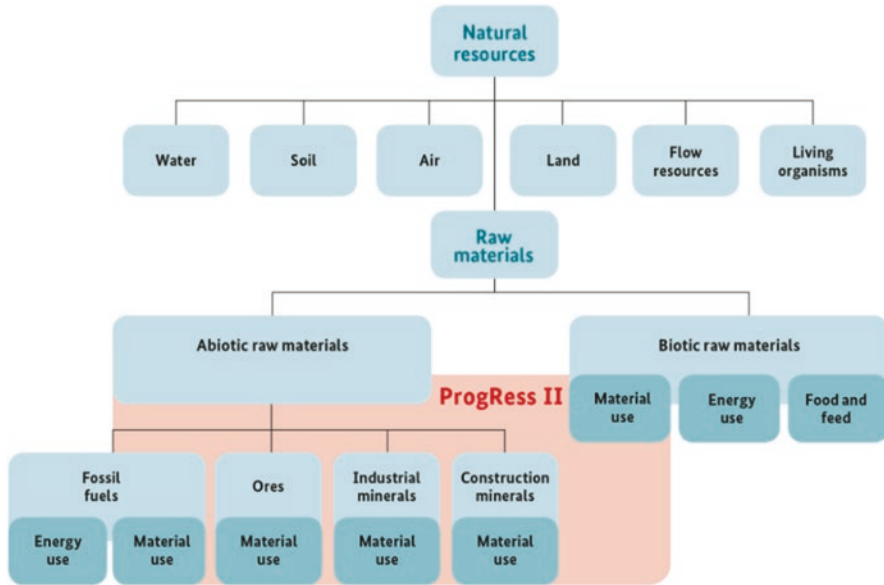 Natural
resources
Water
Soil
Air
Land
Flow
resources
Living
organisms
Raw
materials
Abiotic raw materials
Biotic raw materials
ProgRess II
Material
use
Energy
use
Food and
feed
Fossil
fuels
Ores
Industrial
minerals
Construction
minerals
Energy
use
Material
use
Material
use
Material
use
Material
use